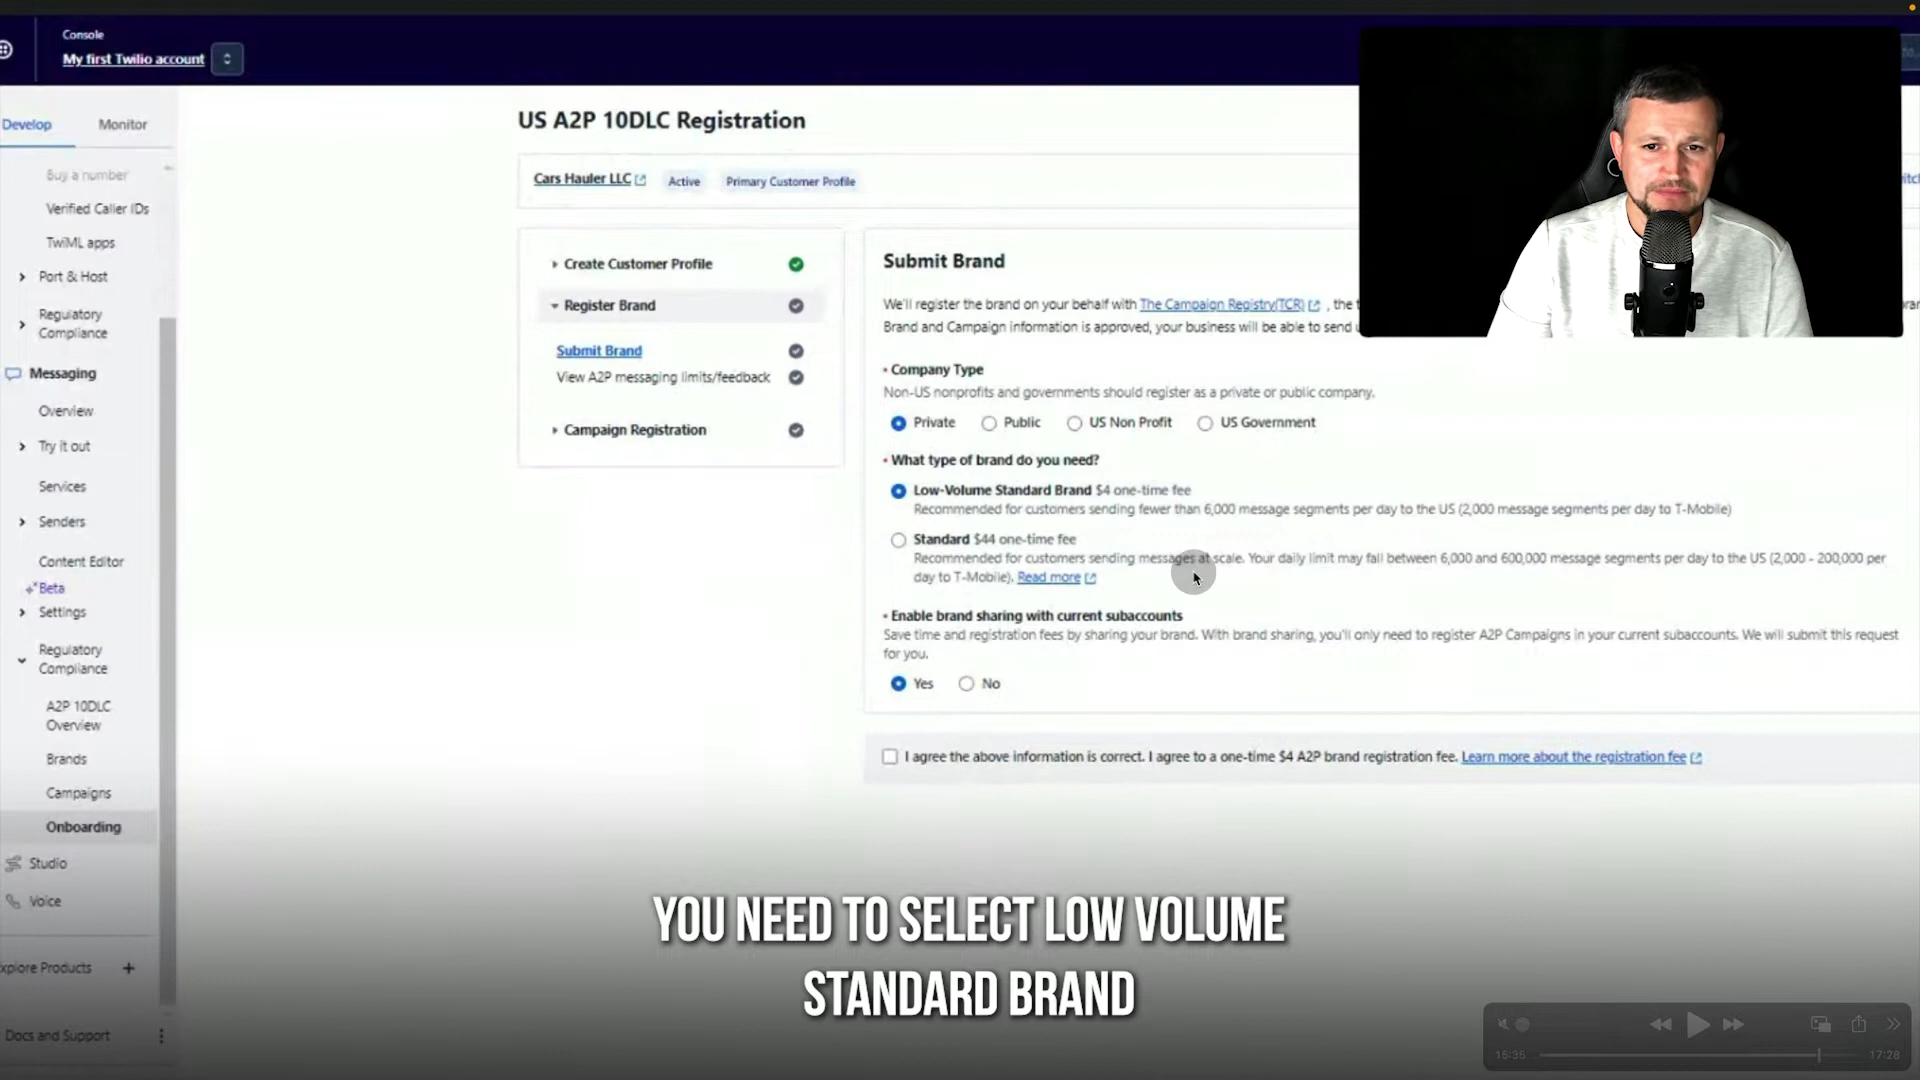 Console
My first Twilio account
Develop
Monitor
Buy a number
Verified Caller IDs
TwiML apps
Port & Host
Regulatory
Compliance
Messaging
Overview
Try it out
Services
Senders
Content Editor
Beta
Settings
Regulatory
Compliance
A2P 10DLC
Overview
Brands
Campaigns
Onboarding
Studio
Voice
xplore Products +
Docs and Support
US A2P 10DLC Registration
Cars Hauler LLC Active Primary Customer Profile
Create Customer Profile
Register Brand
Submit Brand
View A2P messaging limits/feedback
Campaign Registration
Submit Brand
We'll register the brand on your behalf with The Campaign Registry(TCR) , the
Brand and Campaign information is approved, your business will be able to send
• Company Type
Non-US nonprofits and governments should register as a private or public company.
Private Public US Non Profit US Government
• What type of brand do you need?
Low-Volume Standard Brand $4 one-time fee
Recommended for customers sending fewer than 6,000 message segments per day to the US (2,000 message segments per day to T-Mobile)
Standard $44 one-time fee
Recommended for customers sending messages at scale. Your daily limit may fall between 6,000 and 600,000 message segments per day to the US (2,000 - 200,000 per
day to T-Mobile). Read more
• Enable brand sharing with current subaccounts
Save time and registration fees by sharing your brand. With brand sharing, you'll only need to register A2P Campaigns in your current subaccounts. We will submit this request
for you.
Yes No
I agree the above information is correct. I agree to a one-time $4 A2P brand registration fee. Learn more about the registration fee
YOU NEED TO SELECT LOW VOLUME
STANDARD BRAND
15:35 17:28